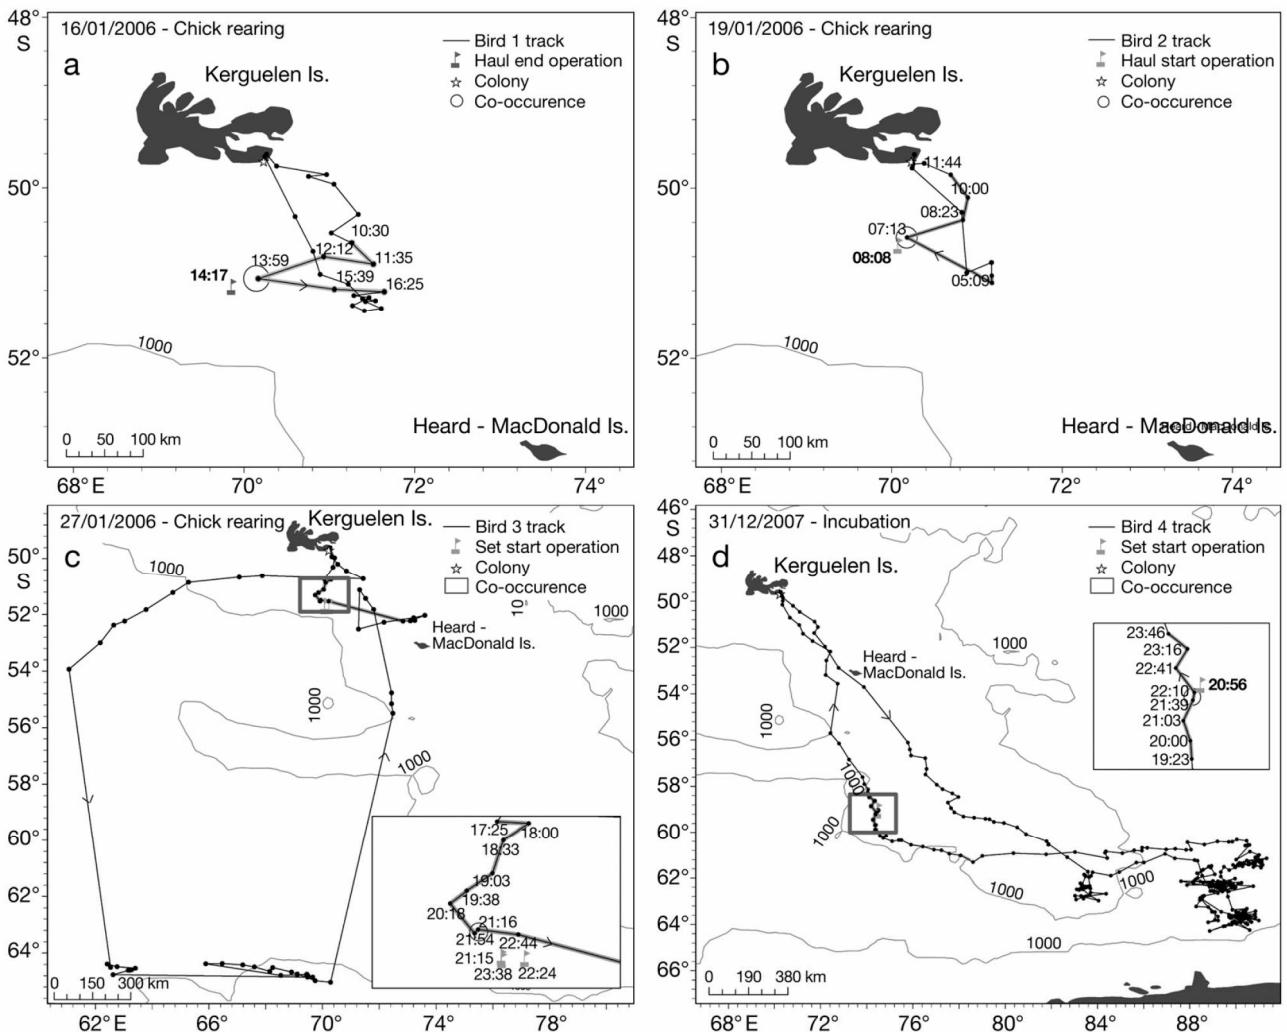 16/01/2006 - Chick rearing
a
Kerguelen Is.
Bird 1 track
Haul end operation
Colony
Co-occurence
48°
S
50°
52°
10:30
12:12
11:35
13:59
14:17
15:39
16:25
1000
Heard - MacDonald Is.
0 50 100 km
68° E 70° 72° 74°
19/01/2006 - Chick rearing
b
Kerguelen Is.
Bird 2 track
Haul start operation
Colony
Co-occurence
48°
S
50°
52°
11:44
10:00
08:23
07:13
08:08
05:09
1000
Heard - MacDonald Is.
0 50 100 km
68° E 70° 72° 74°
27/01/2006 - Chick rearing
c
Kerguelen Is.
Bird 3 track
Set start operation
Colony
Co-occurence
50°
S
52°
54°
56°
58°
60°
62°
64°
1000
10
1000
Heard -
MacDonald Is.
1000
1000
17:25
18:00
18:33
19:03
19:38
20:18
21:16
21:54
22:44
21:15
23:38
22:24
0 150 300 km
62° E 66° 70° 74° 78°
31/12/2007 - Incubation
d
Kerguelen Is.
Bird 4 track
Set start operation
Colony
Co-occurence
46°
S
48°
50°
52°
54°
56°
58°
60°
62°
64°
66°
1000
Heard -
MacDonald Is.
23:46
23:16
22:41
22:10
20:56
21:39
21:03
20:00
19:23
1000
1000
1000
1000
1000
1000
0 190 380 km
68° E 72° 76° 80° 84° 88°